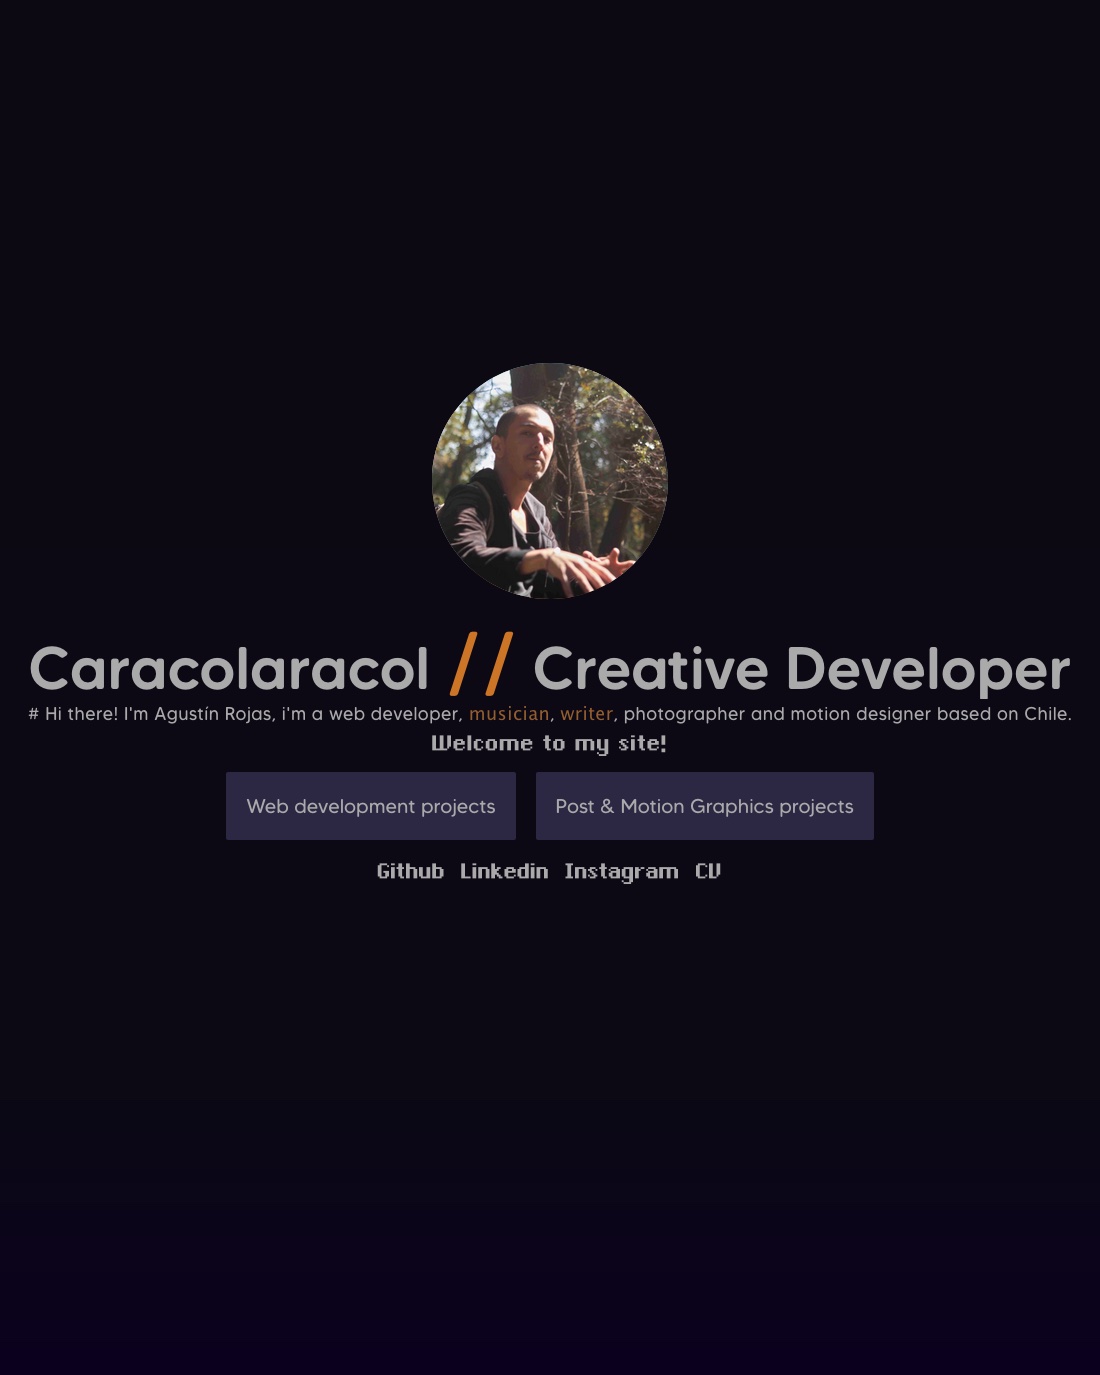 Caracolaracol // Creative Developer
# Hi there! I'm Agustín Rojas, i'm a web developer, musician, writer, photographer and motion designer based on Chile.
Welcome to my site!
Web development projects
Post & Motion Graphics projects
Github Linkedin Instagram CV